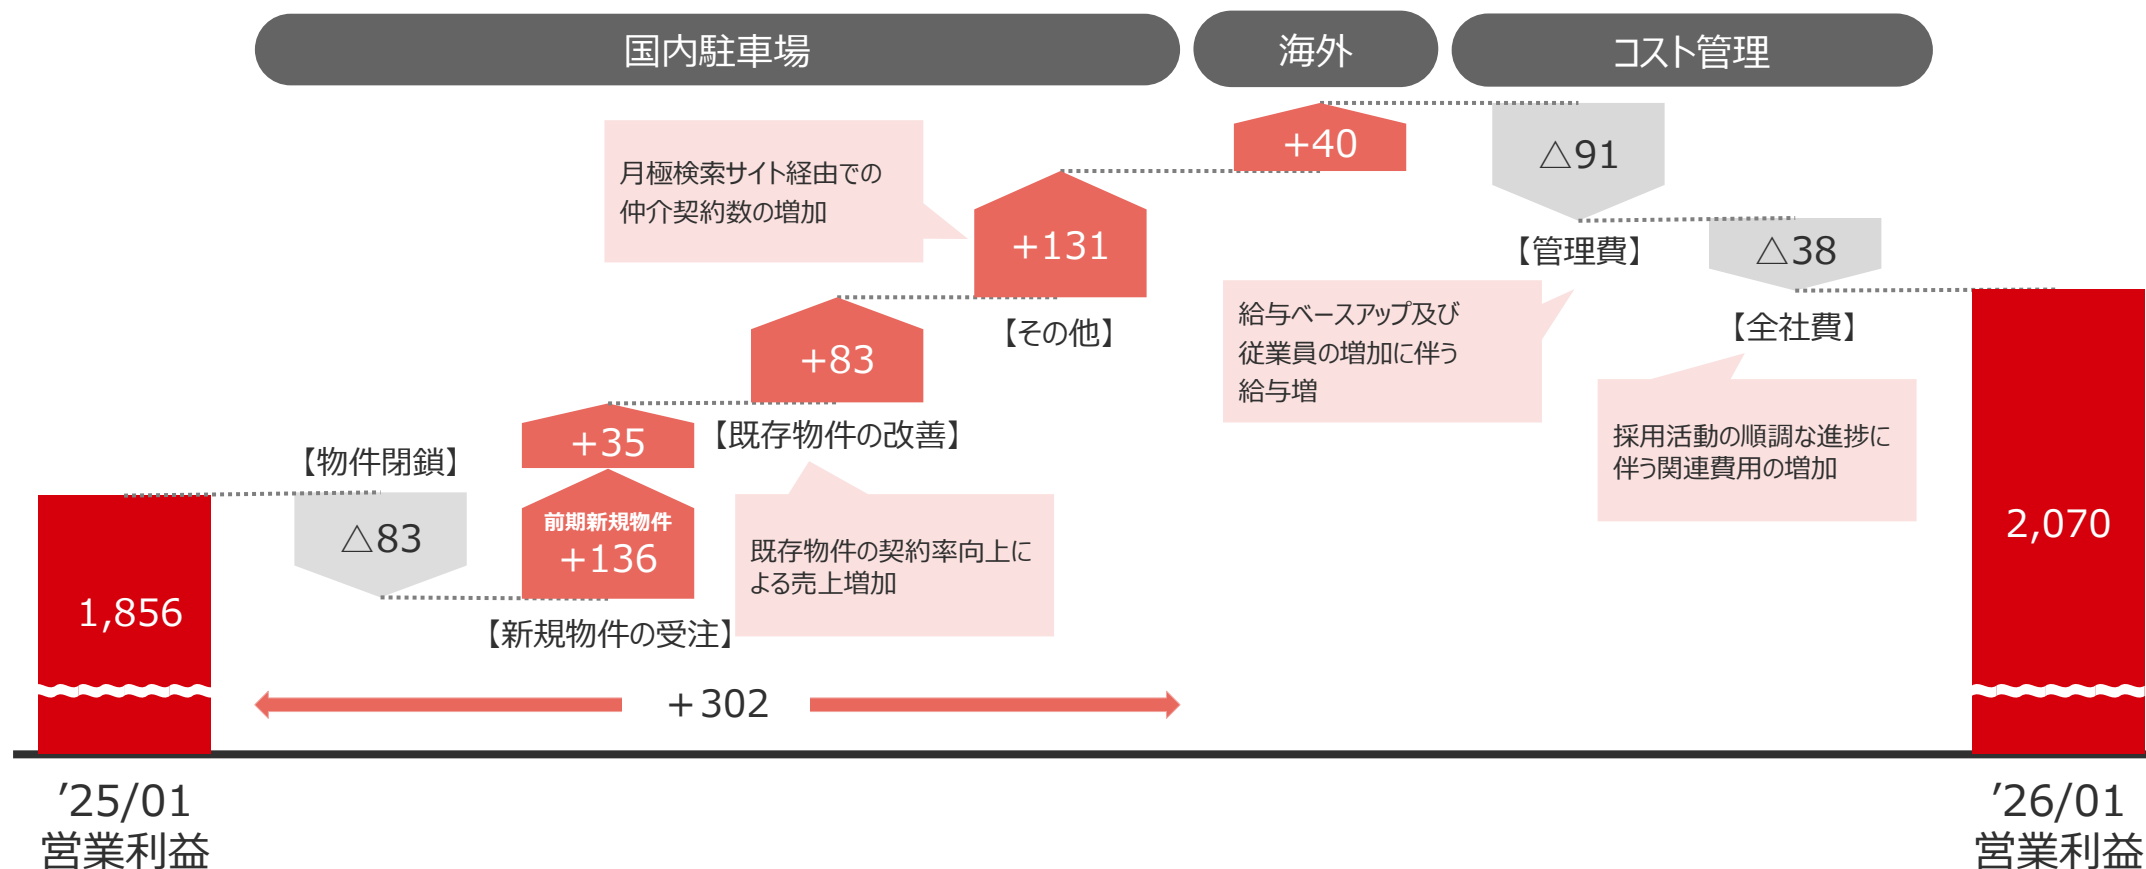 国内駐車場
海外
コスト管理
月極検索サイト経由での
仲介契約数の増加
+40
△91
+131
【管理費】
△38
【その他】
給与ベースアップ及び
従業員の増加に伴う
給与増
【全社費】
+83
+35
【既存物件の改善】
採用活動の順調な進捗に
伴う関連費用の増加
【物件閉鎖】
△83
前期新規物件
+136
既存物件の契約率向上に
よる売上増加
【新規物件の受注】
1,856
2,070
+302
’25/01
営業利益
’26/01
営業利益